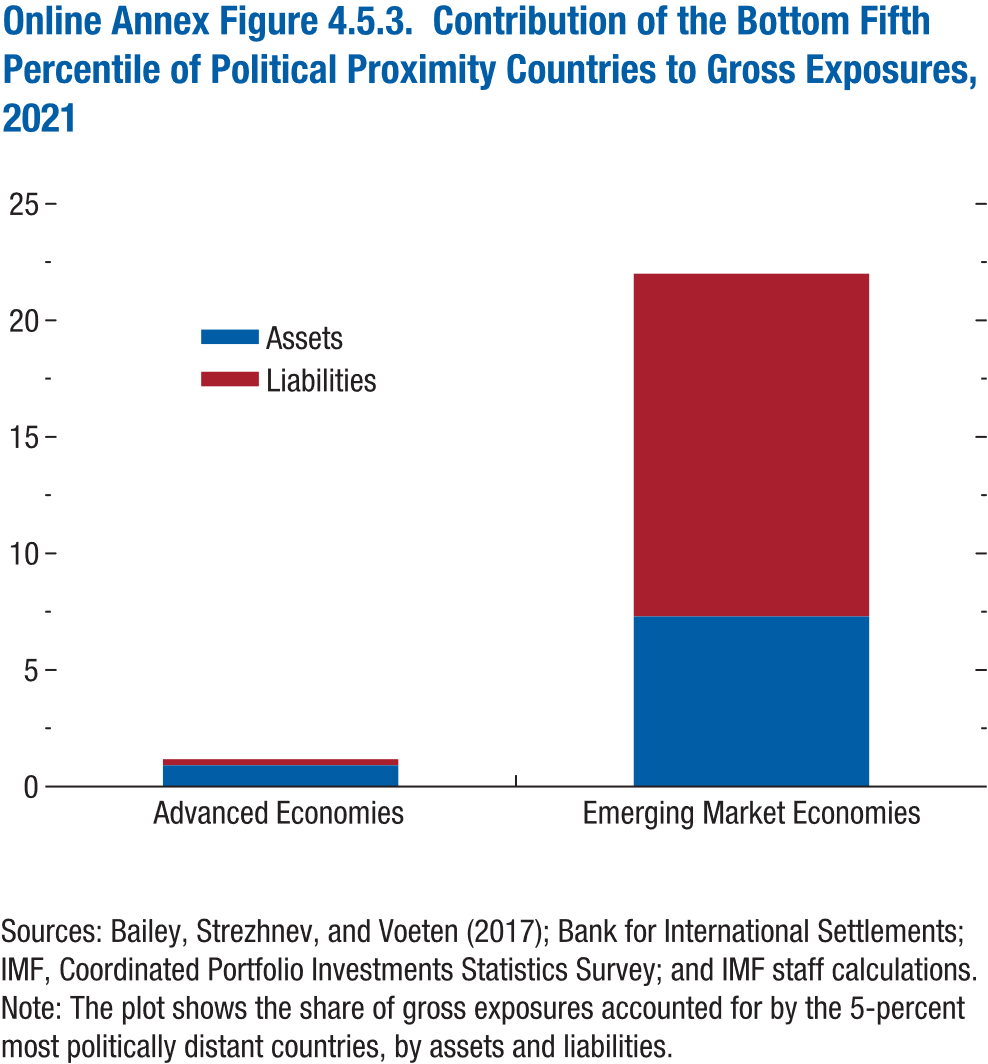 Online Annex Figure 4.5.3. Contribution of the Bottom Fifth
Percentile of Political Proximity Countries to Gross Exposures,
2021
25
20
15
10
5
0
Assets
Liabilities
Advanced Economies
Emerging Market Economies
Sources: Bailey, Strezhnev, and Voeten (2017); Bank for International Settlements;
IMF, Coordinated Portfolio Investments Statistics Survey; and IMF staff calculations.
Note: The plot shows the share of gross exposures accounted for by the 5-percent
most politically distant countries, by assets and liabilities.